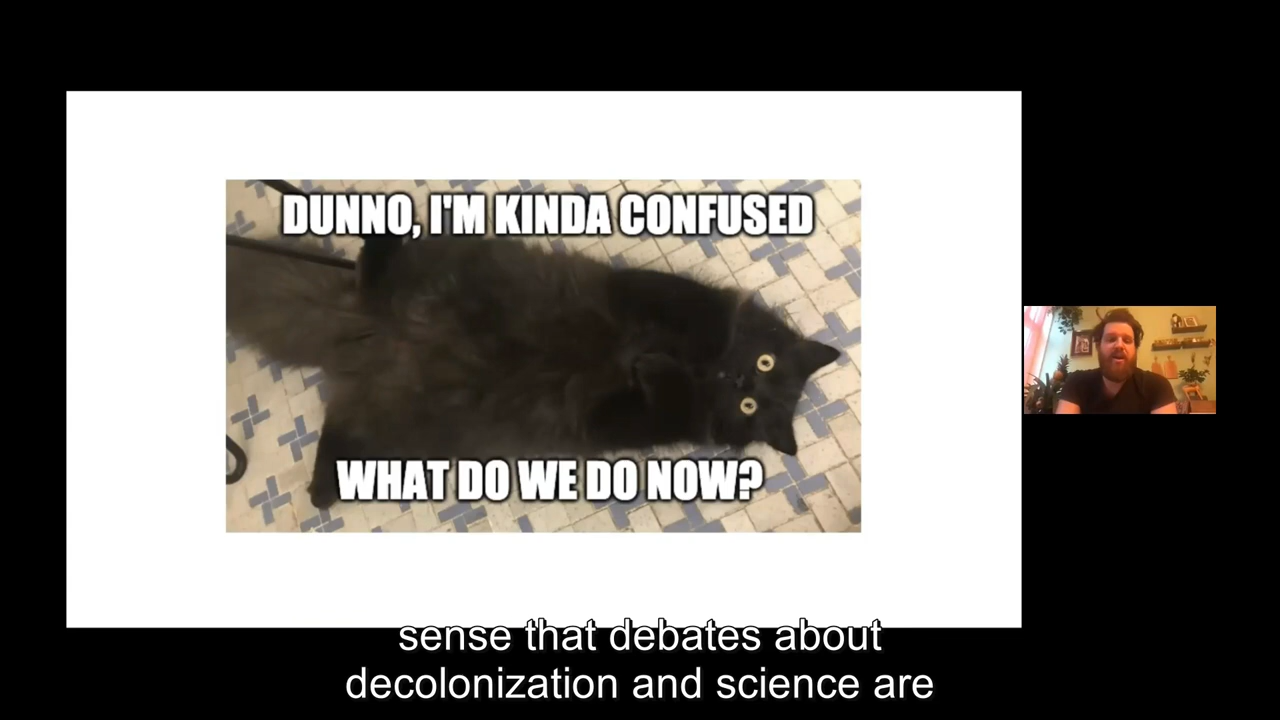 DUNNO, I'M KINDA CONFUSED
WHAT DO WE DO NOW?
sense that debates about
decolonization and science are